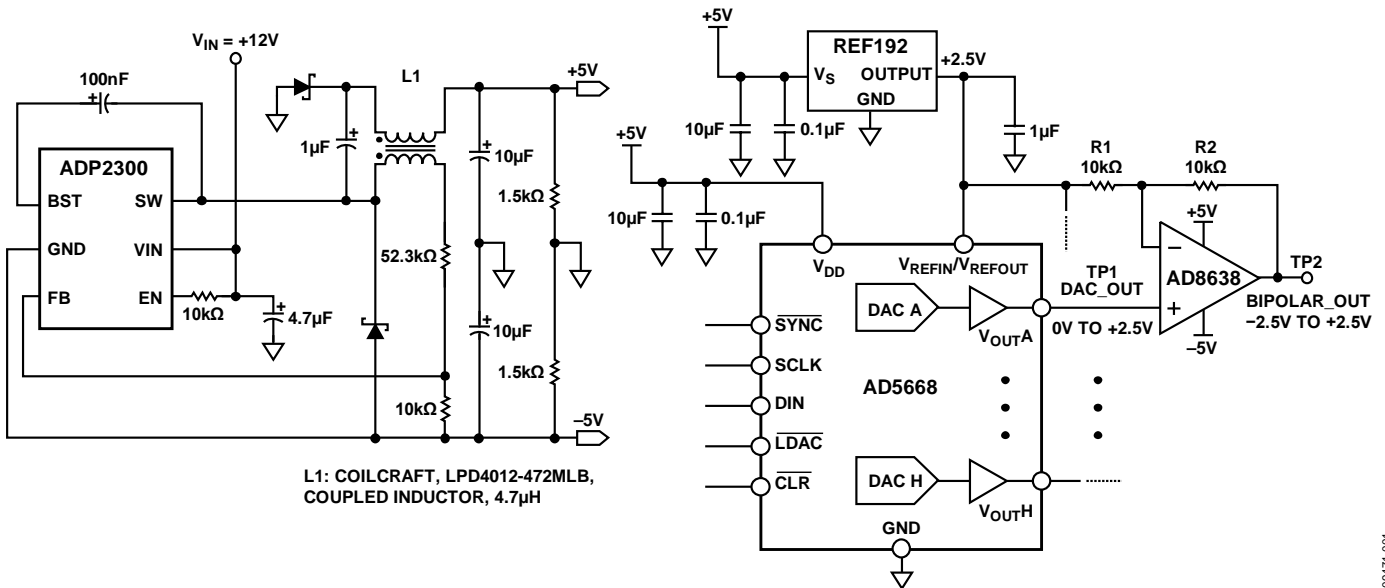 V_IN = +12V
100nF
+
ADP2300
BST
SW
GND
VIN
FB
EN
10kΩ
4.7µF
+
1µF
+
L1
52.3kΩ
10kΩ
+5V
10µF
+
1.5kΩ
10µF
+
1.5kΩ
–5V
L1: COILCRAFT, LPD4012-472MLB,
COUPLED INDUCTOR, 4.7µH
+5V
REF192
V_S
OUTPUT
GND
+2.5V
10µF
0.1µF
1µF
+5V
10µF
0.1µF
V_DD
V_REFIN/V_REFOUT
DAC A
V_OUTA
SYNC
SCLK
DIN
LDAC
CLR
AD5668
DAC H
V_OUTH
GND
R1
10kΩ
R2
10kΩ
+5V
–
AD8638
+
–5V
TP1
DAC_OUT
0V TO +2.5V
TP2
BIPOLAR_OUT
–2.5V TO +2.5V